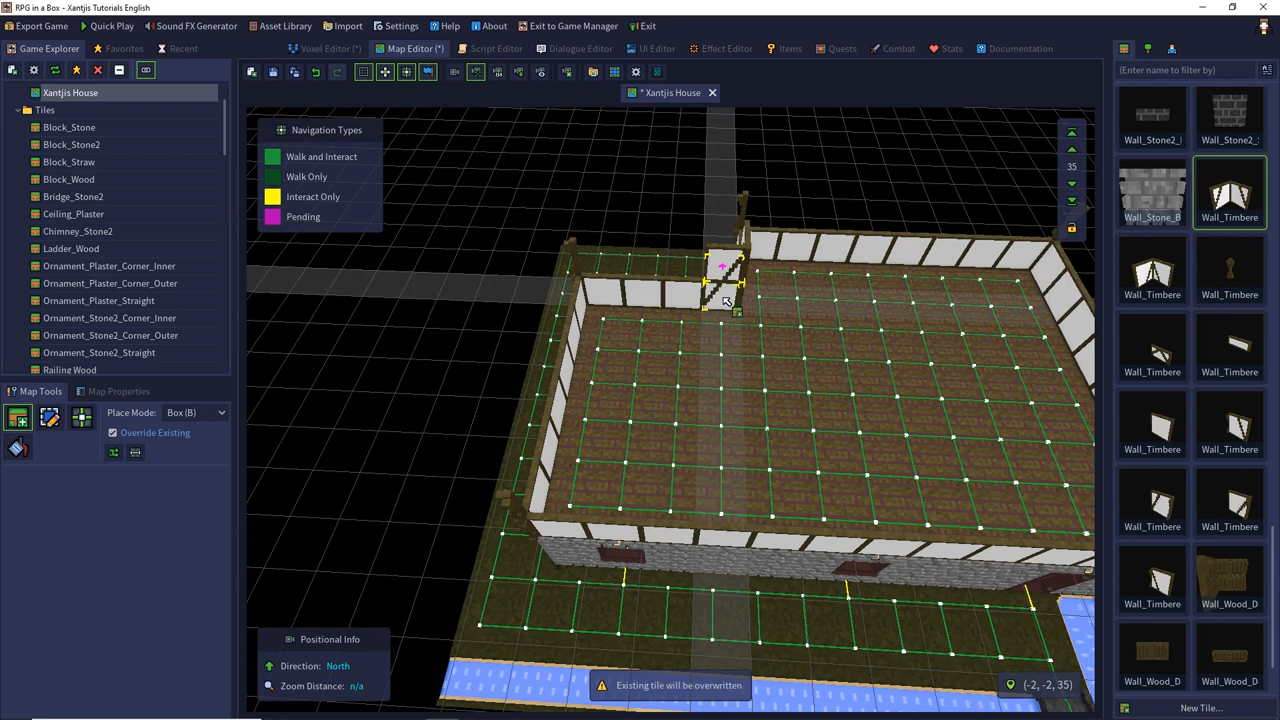 RPG in a Box - Xantjis Tutorials English
Export Game Quick Play Sound FX Generator Asset Library Import Settings Help About Exit to Game Manager Exit
Game Explorer Favorites Recent Voxel Editor (*) Map Editor (*) Script Editor Dialogue Editor UI Editor Effect Editor Items Quests Combat Stats Documentation
(Enter name to filter by)
Xantjis House
* Xantjis House
Tiles
Block_Stone
Block_Stone2
Block_Straw
Block_Wood
Bridge_Stone2
Ceiling_Plaster
Chimney_Stone2
Ladder_Wood
Ornament_Plaster_Corner_Inner
Ornament_Plaster_Corner_Outer
Ornament_Plaster_Straight
Ornament_Stone2_Corner_Inner
Ornament_Stone2_Corner_Outer
Ornament_Stone2_Straight
Railing Wood
Map Tools Map Properties
Place Mode: Box (B)
Override Existing
Navigation Types
Walk and Interact
Walk Only
Interact Only
Pending
35
Positional Info
Direction: North
Zoom Distance: n/a
Existing tile will be overwritten
(-2, -2, 35)
Wall_Stone2_ Wall_Stone2_
Wall_Stone_B Wall_Timbere
Wall_Timbere Wall_Timbere
Wall_Timbere Wall_Timbere
Wall_Timbere Wall_Timbere
Wall_Timbere Wall_Timbere
Wall_Timbere Wall_Wood_D
Wall_Wood_D Wall_Wood_D
New Tile...